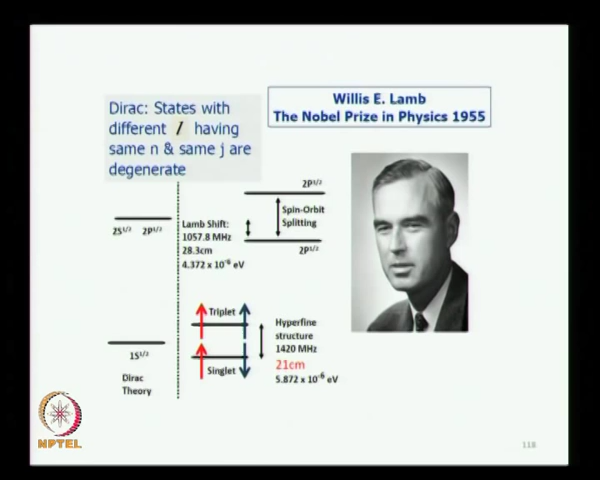 Dirac: States with
different l having
same n & same j are
degenerate
Willis E. Lamb
The Nobel Prize in Physics 1955
2P³/²
Spin-Orbit
Splitting
2P¹/²
2S¹/² 2P¹/²
Lamb Shift:
1057.8 MHz
28.3cm
4.372 x 10⁻⁶ eV
Triplet
Singlet
Hyperfine
structure
1420 MHz
21cm
5.872 x 10⁻⁶ eV
1S¹/²
Dirac
Theory
NPTEL
118